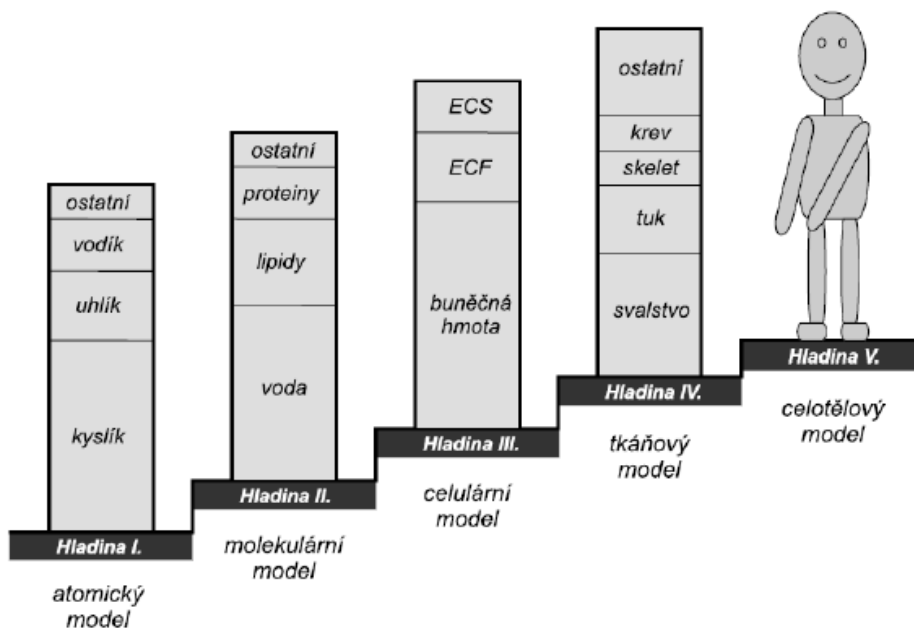 ostatní
vodík
uhlík
kyslík
Hladina I.
atomický
model
ostatní
proteiny
lipidy
voda
Hladina II.
molekulární
model
ECS
ECF
buněčná
hmota
Hladina III.
celulární
model
ostatní
krev
skelet
tuk
svalstvo
Hladina IV.
tkáňový
model
Hladina V.
celotělový
model